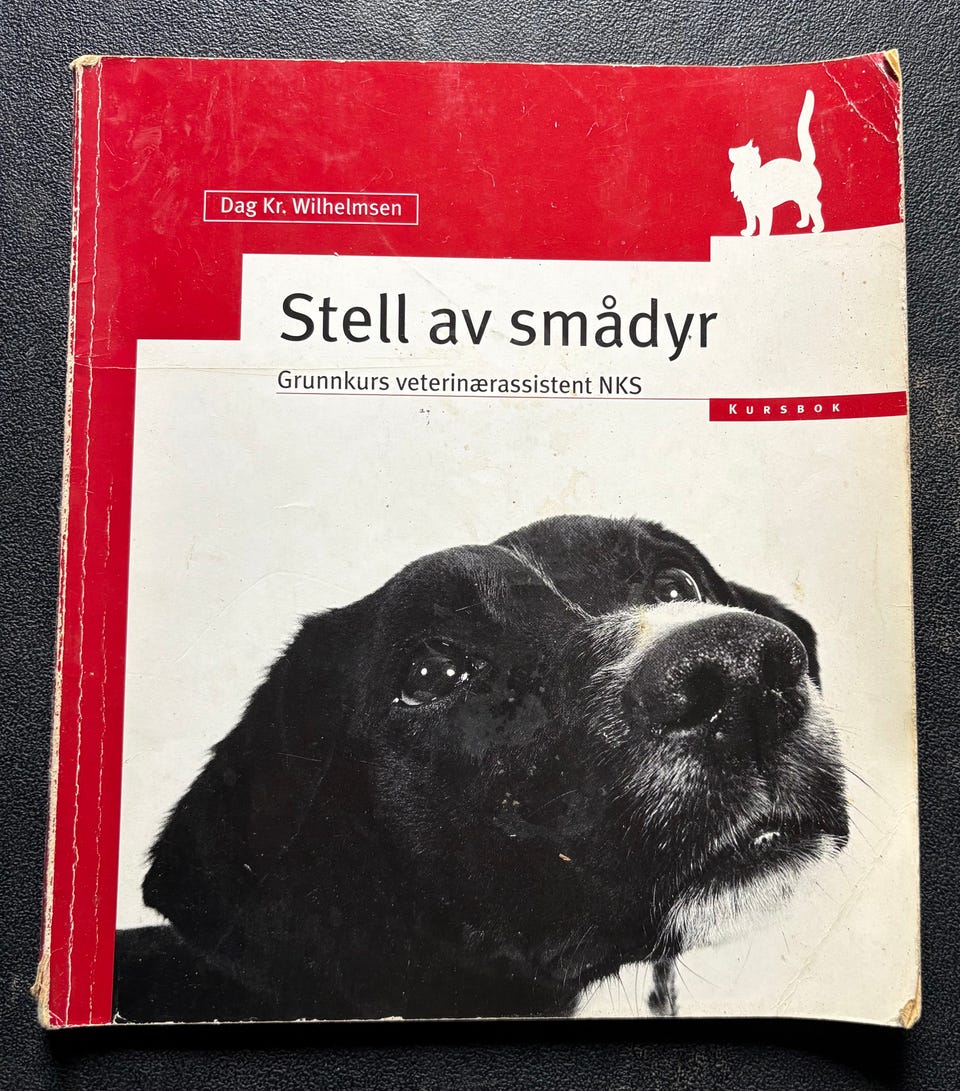 Dag Kr. Wilhelmsen
Stell av smådyr
Grunnkurs veterinærassistent NKS
KURSBOK